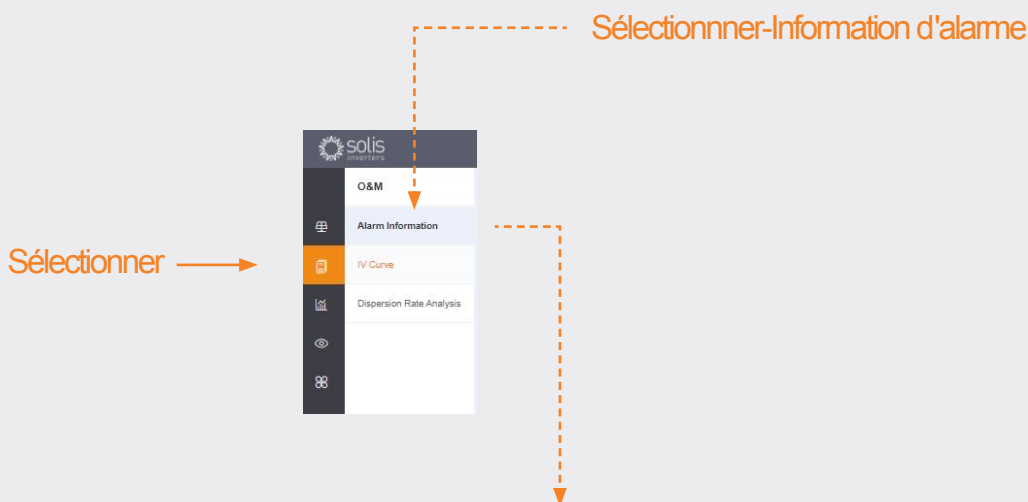 Sélectionnner-Information d'alarme
solis
inverters
O&M
Alarm Information
Sélectionner
IV Curve
Dispersion Rate Analysis